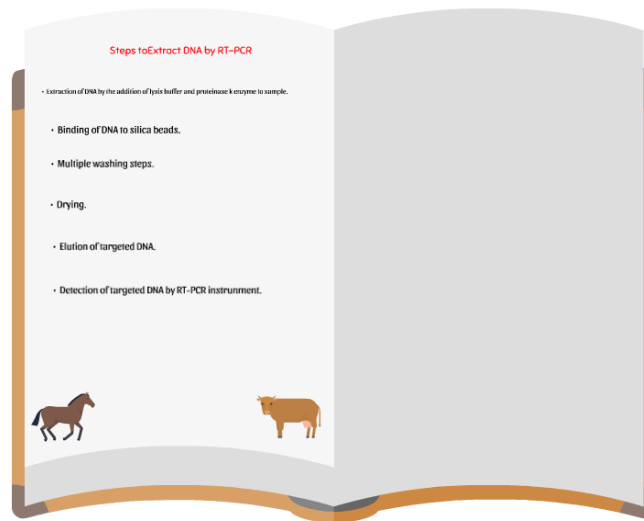 Steps toExtract DNA by RT-PCR
• Extraction of DNA by the addition of lysis buffer and proteinase k enzyme to sample.
• Binding of DNA to silica beads.
• Multiple washing steps.
• Drying.
• Elution of targeted DNA.
• Detection of targeted DNA by RT-PCR instrunment.